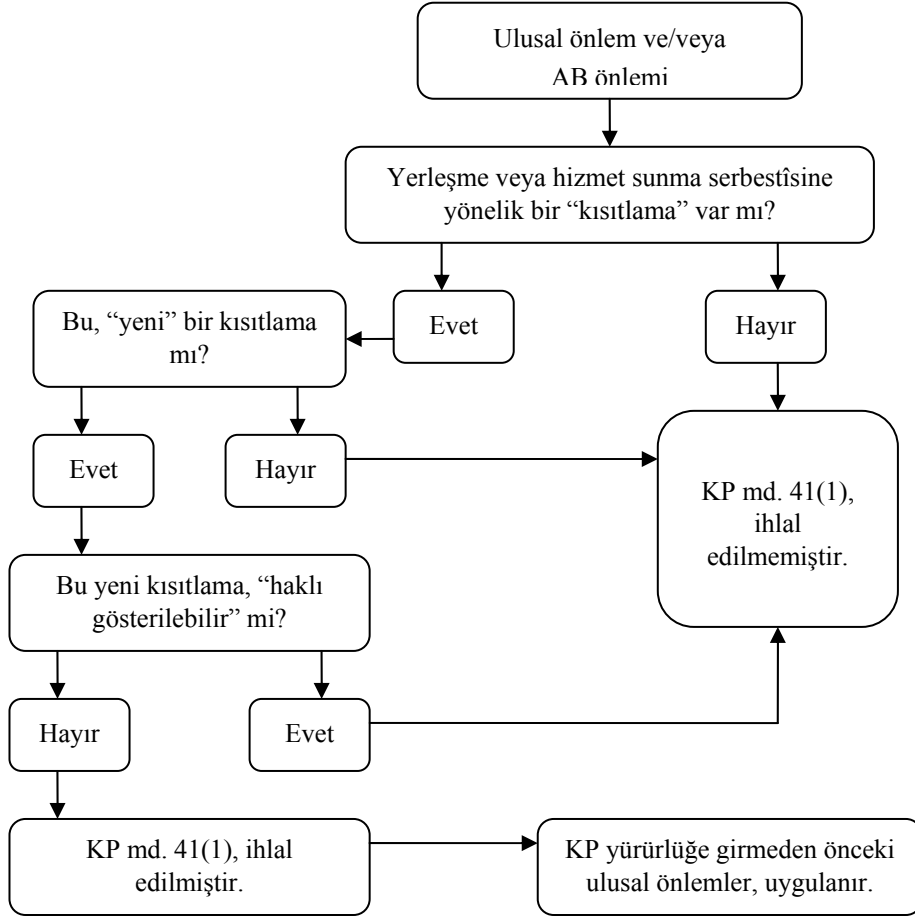 Ulusal önlem ve/veya
AB önlemi
Yerleşme veya hizmet sunma serbestîsine
yönelik bir “kısıtlama” var mı?
Evet
Hayır
Bu, “yeni” bir kısıtlama
mı?
Evet
Hayır
KP md. 41(1),
ihlal
edilmemiştir.
Bu yeni kısıtlama, “haklı
gösterilebilir” mi?
Hayır
Evet
KP md. 41(1), ihlal
edilmiştir.
KP yürürlüğe girmeden önceki
ulusal önlemler, uygulanır.